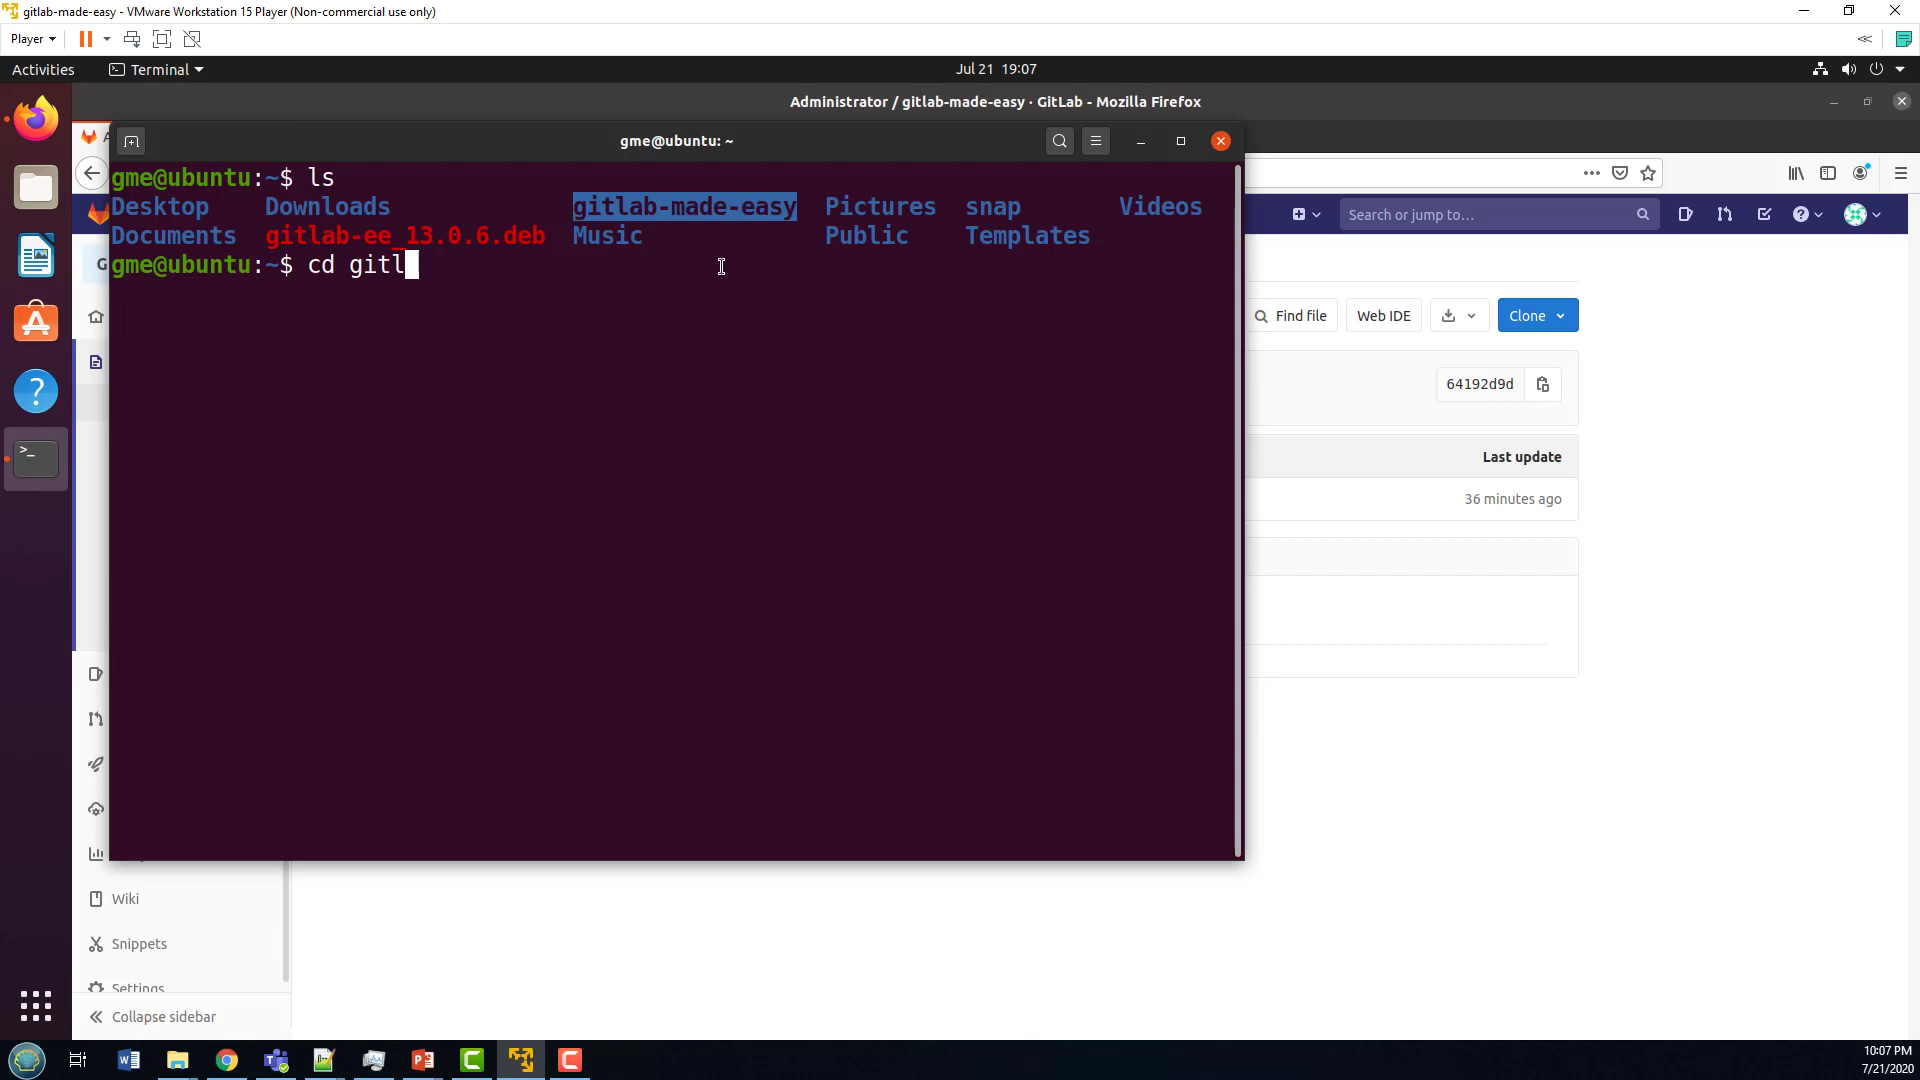 gitlab-made-easy - VMware Workstation 15 Player (Non-commercial use only)
Player
Activities Terminal Jul 21 19:07
Administrator / gitlab-made-easy · GitLab - Mozilla Firefox
gme@ubuntu: ~
gme@ubuntu:~$ ls
Desktop Downloads gitlab-made-easy Pictures snap Videos
Documents gitlab-ee_13.0.6.deb Music Public Templates
gme@ubuntu:~$ cd gitl
Search or jump to…
Find file Web IDE Clone
64192d9d
Last update
36 minutes ago
Wiki
Snippets
Settings
Collapse sidebar
10:07 PM
7/21/2020